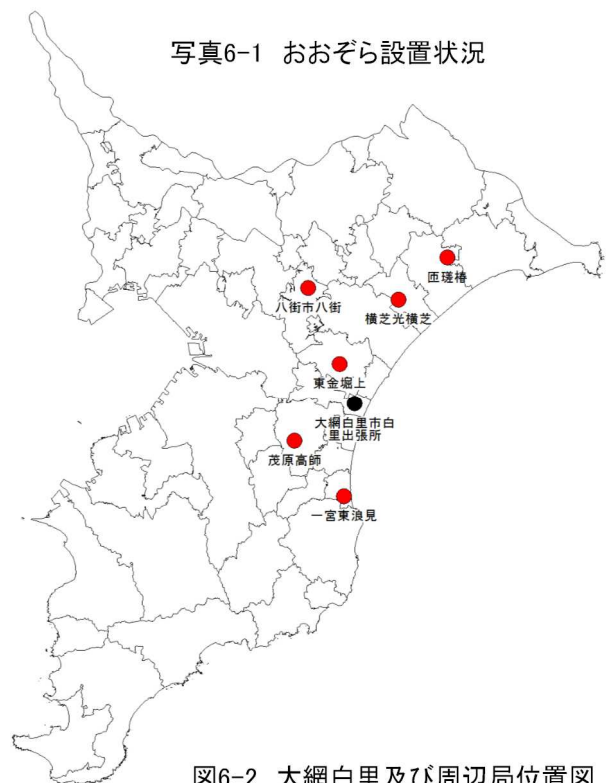 写真6-1 おおぞら設置状況
匝瑳椿
八街市八街
横芝光横芝
東金堀上
大網白里市白
里出張所
茂原高師
一宮東浪見
図6-2 大網白里及び周辺局位置図